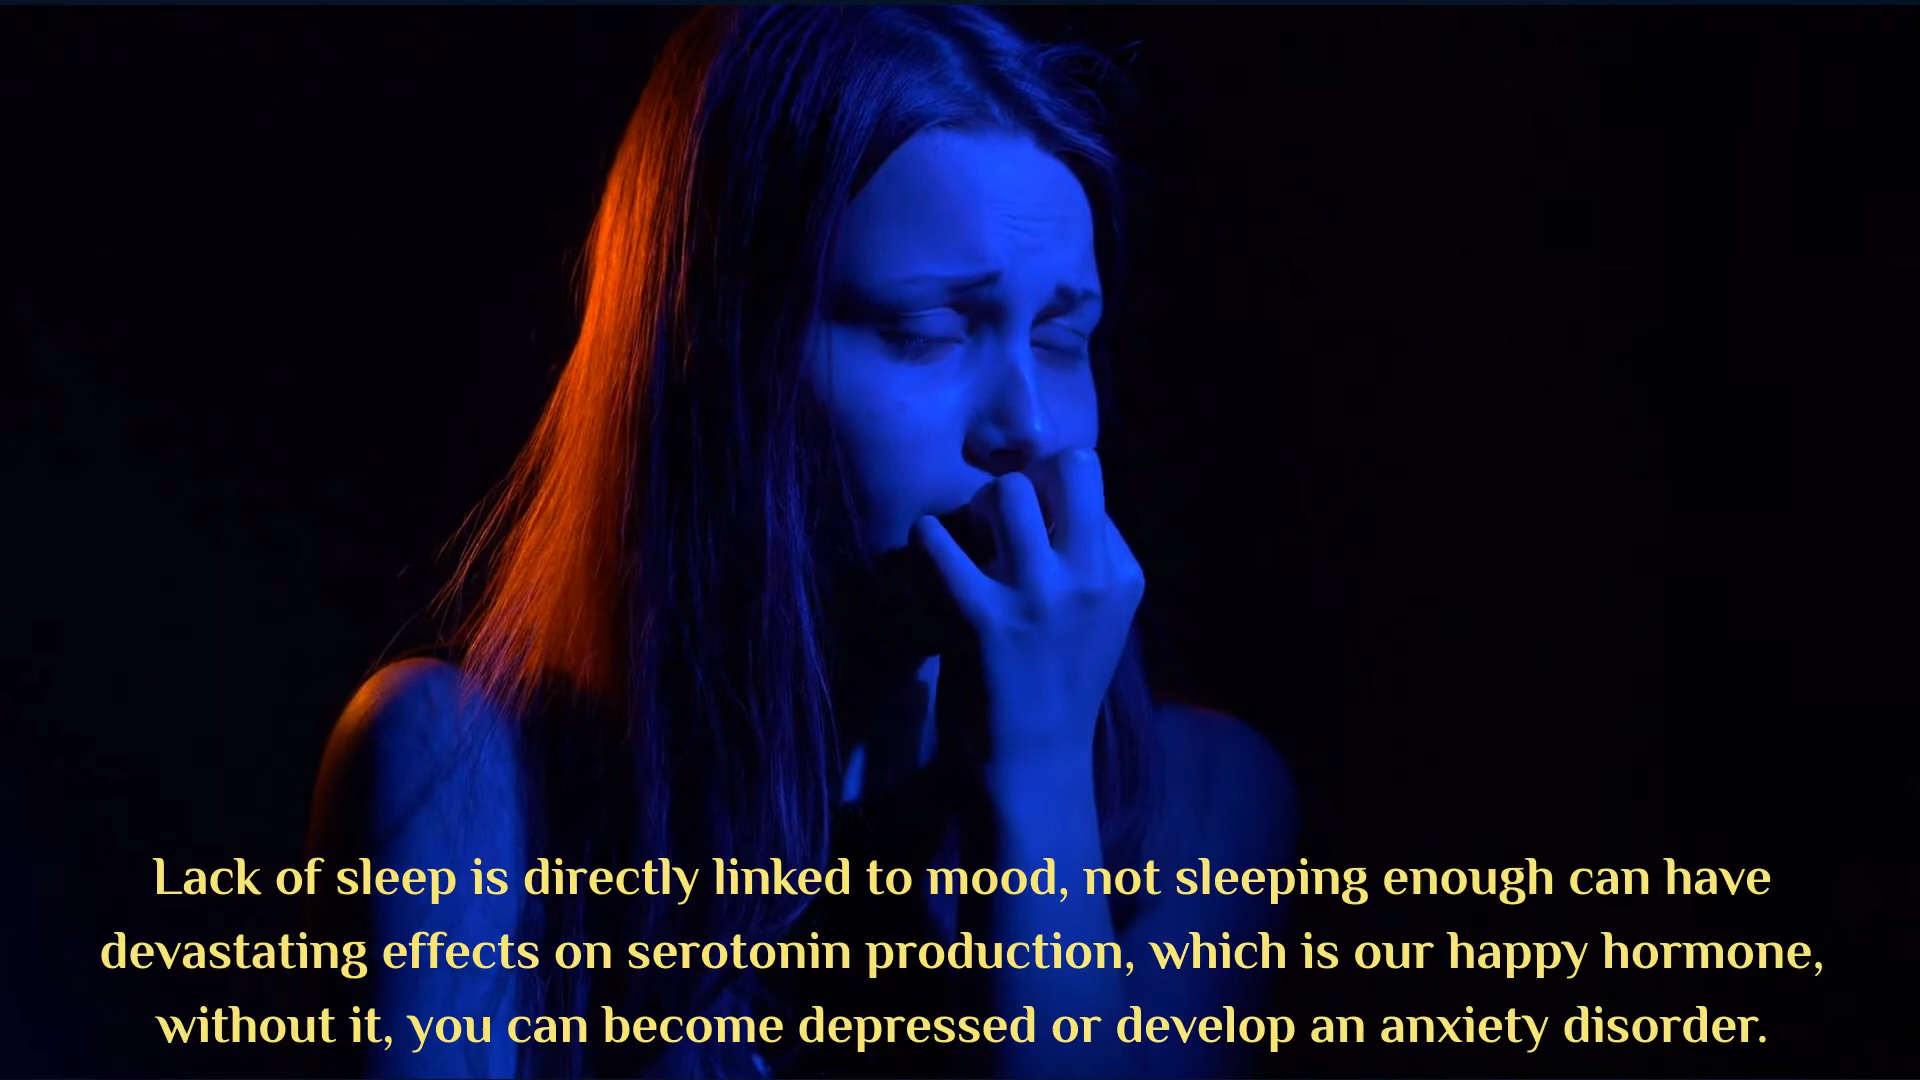 Lack of sleep is directly linked to mood, not sleeping enough can have
devastating effects on serotonin production, which is our happy hormone,
without it, you can become depressed or develop an anxiety disorder.